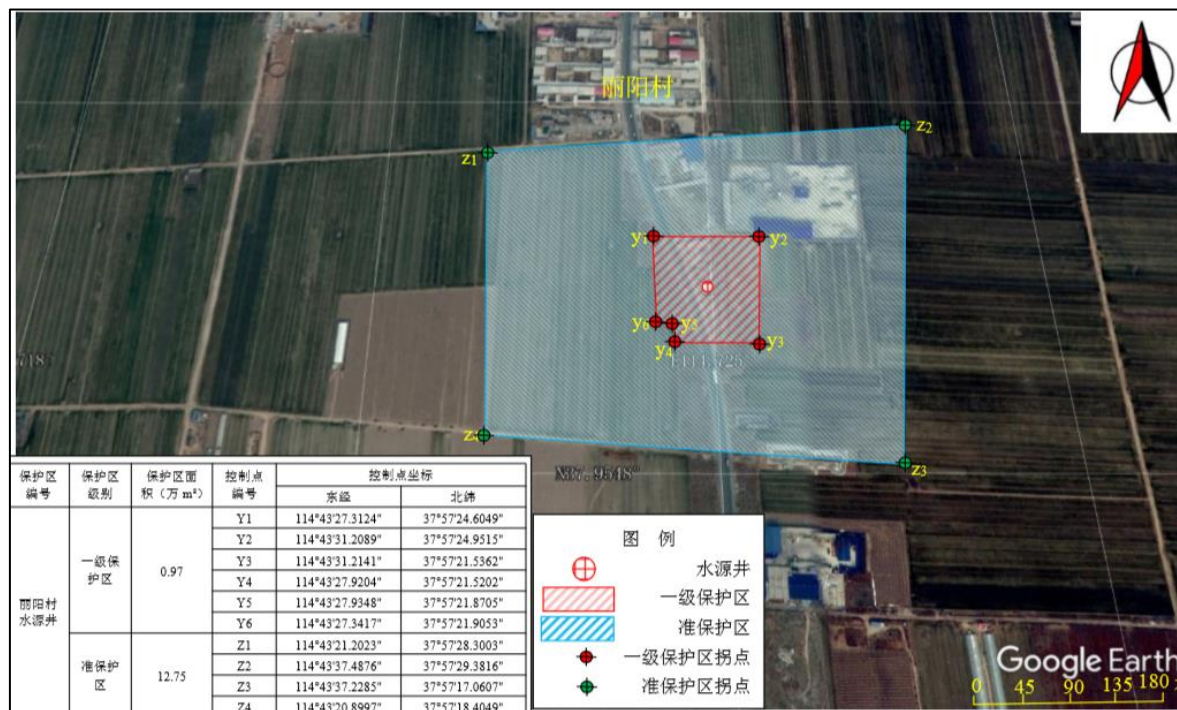 丽阳村
z1
z2
y1
y2
y6
y5
y4
y3
718°
E114.725
z3
N37.9548°
保护区编号 保护区级别 保护区面积（万 m²） 控制点编号 控制点坐标
东经 北纬
丽阳村水源井 一级保护区 0.97 Y1 114°43'27.3124" 37°57'24.6049"
Y2 114°43'31.2089" 37°57'24.9515"
Y3 114°43'31.2141" 37°57'21.5362"
Y4 114°43'27.9204" 37°57'21.5202"
Y5 114°43'27.9348" 37°57'21.8705"
Y6 114°43'27.3417" 37°57'21.9053"
准保护区 12.75 Z1 114°43'21.2023" 37°57'28.3003"
Z2 114°43'37.4876" 37°57'29.3816"
Z3 114°43'37.2285" 37°57'17.0607"
Z4 114°43'20.8997" 37°57'18.4049"
图 例
水源井
一级保护区
准保护区
一级保护区拐点
准保护区拐点
Google Earth
0 45 90 135 180